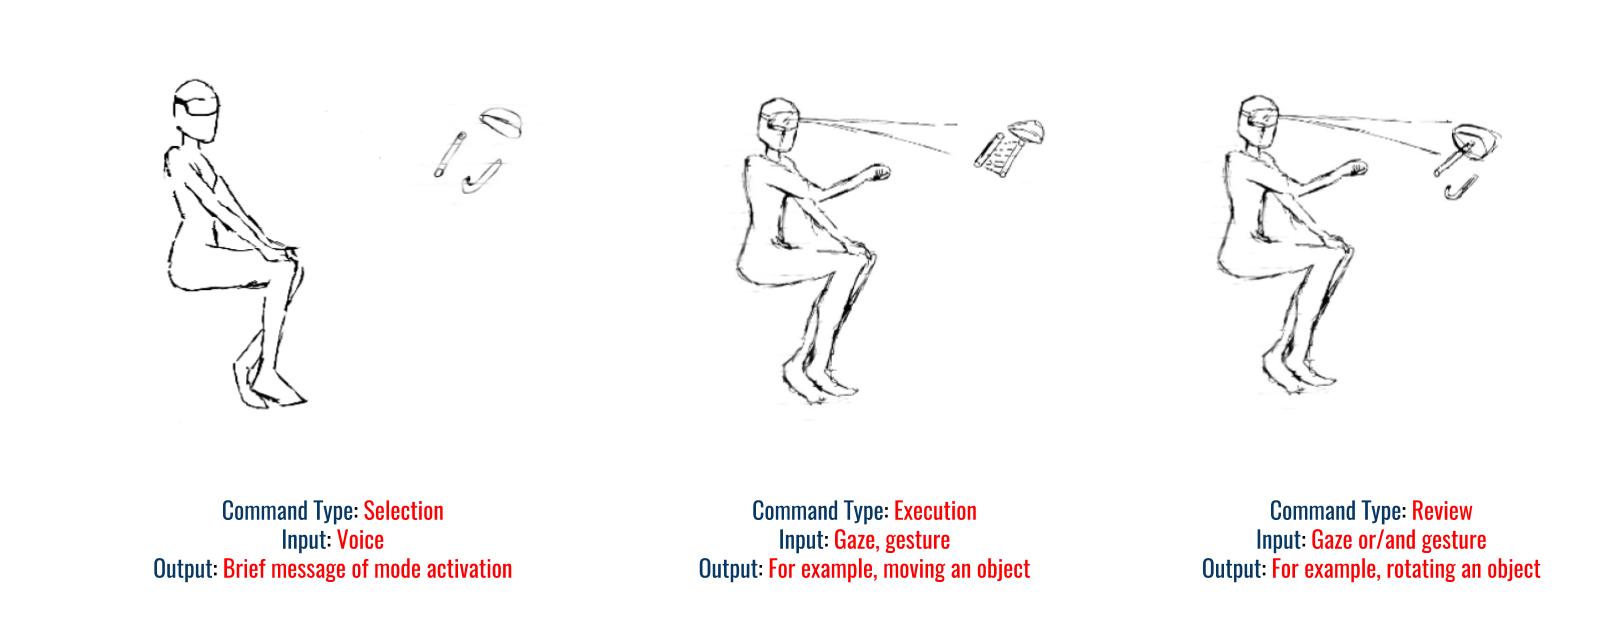 Command Type: Selection
Input: Voice
Output: Brief message of mode activation
Command Type: Execution
Input: Gaze, gesture
Output: For example, moving an object
Command Type: Review
Input: Gaze or/and gesture
Output: For example, rotating an object